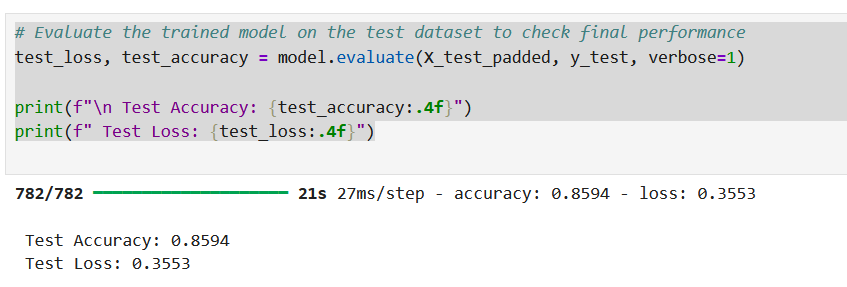 # Evaluate the trained model on the test dataset to check final performance
test_loss, test_accuracy = model.evaluate(X_test_padded, y_test, verbose=1)
print(f"\n Test Accuracy: {test_accuracy:.4f}")
print(f" Test Loss: {test_loss:.4f}")
782/782 ━━━━━━━━━━━━━━━━━━━━ 21s 27ms/step - accuracy: 0.8594 - loss: 0.3553
Test Accuracy: 0.8594
Test Loss: 0.3553